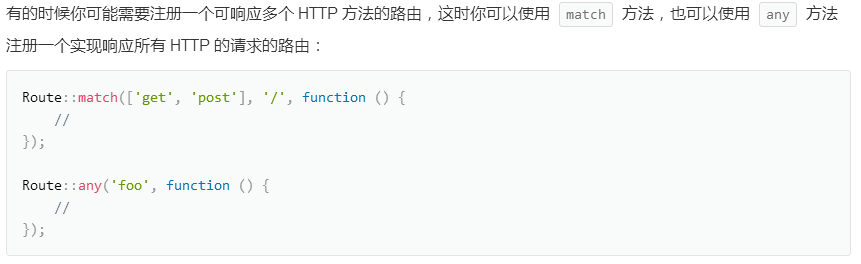 有的时候你可能需要注册一个可响应多个 HTTP 方法的路由，这时你可以使用 match 方法，也可以使用 any 方法
注册一个实现响应所有 HTTP 的请求的路由：
Route::match(['get', 'post'], '/', function () {
    //
});
Route::any('foo', function () {
    //
});